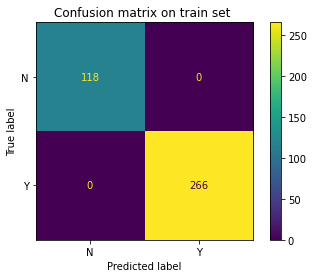 Confusion matrix on train set
N 118 0
Y 0 266
N Y
True label
Predicted label
250
200
150
100
50
0